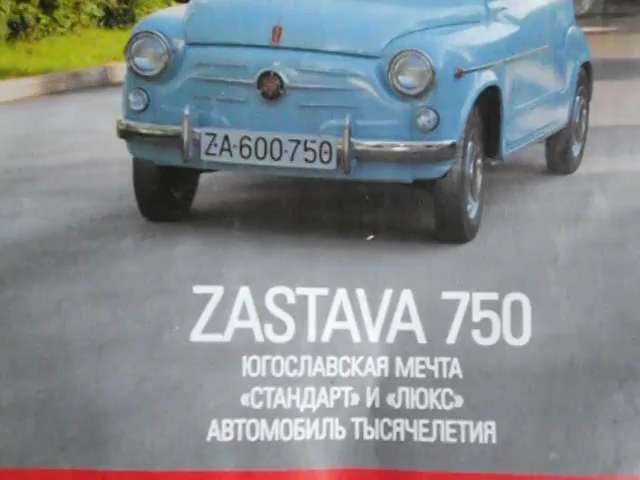 ZA-600-750
ZASTAVA 750
ЮГОСЛАВСКАЯ МЕЧТА
«СТАНДАРТ» И «ЛЮКС»
АВТОМОБИЛЬ ТЫСЯЧЕЛЕТИЯ